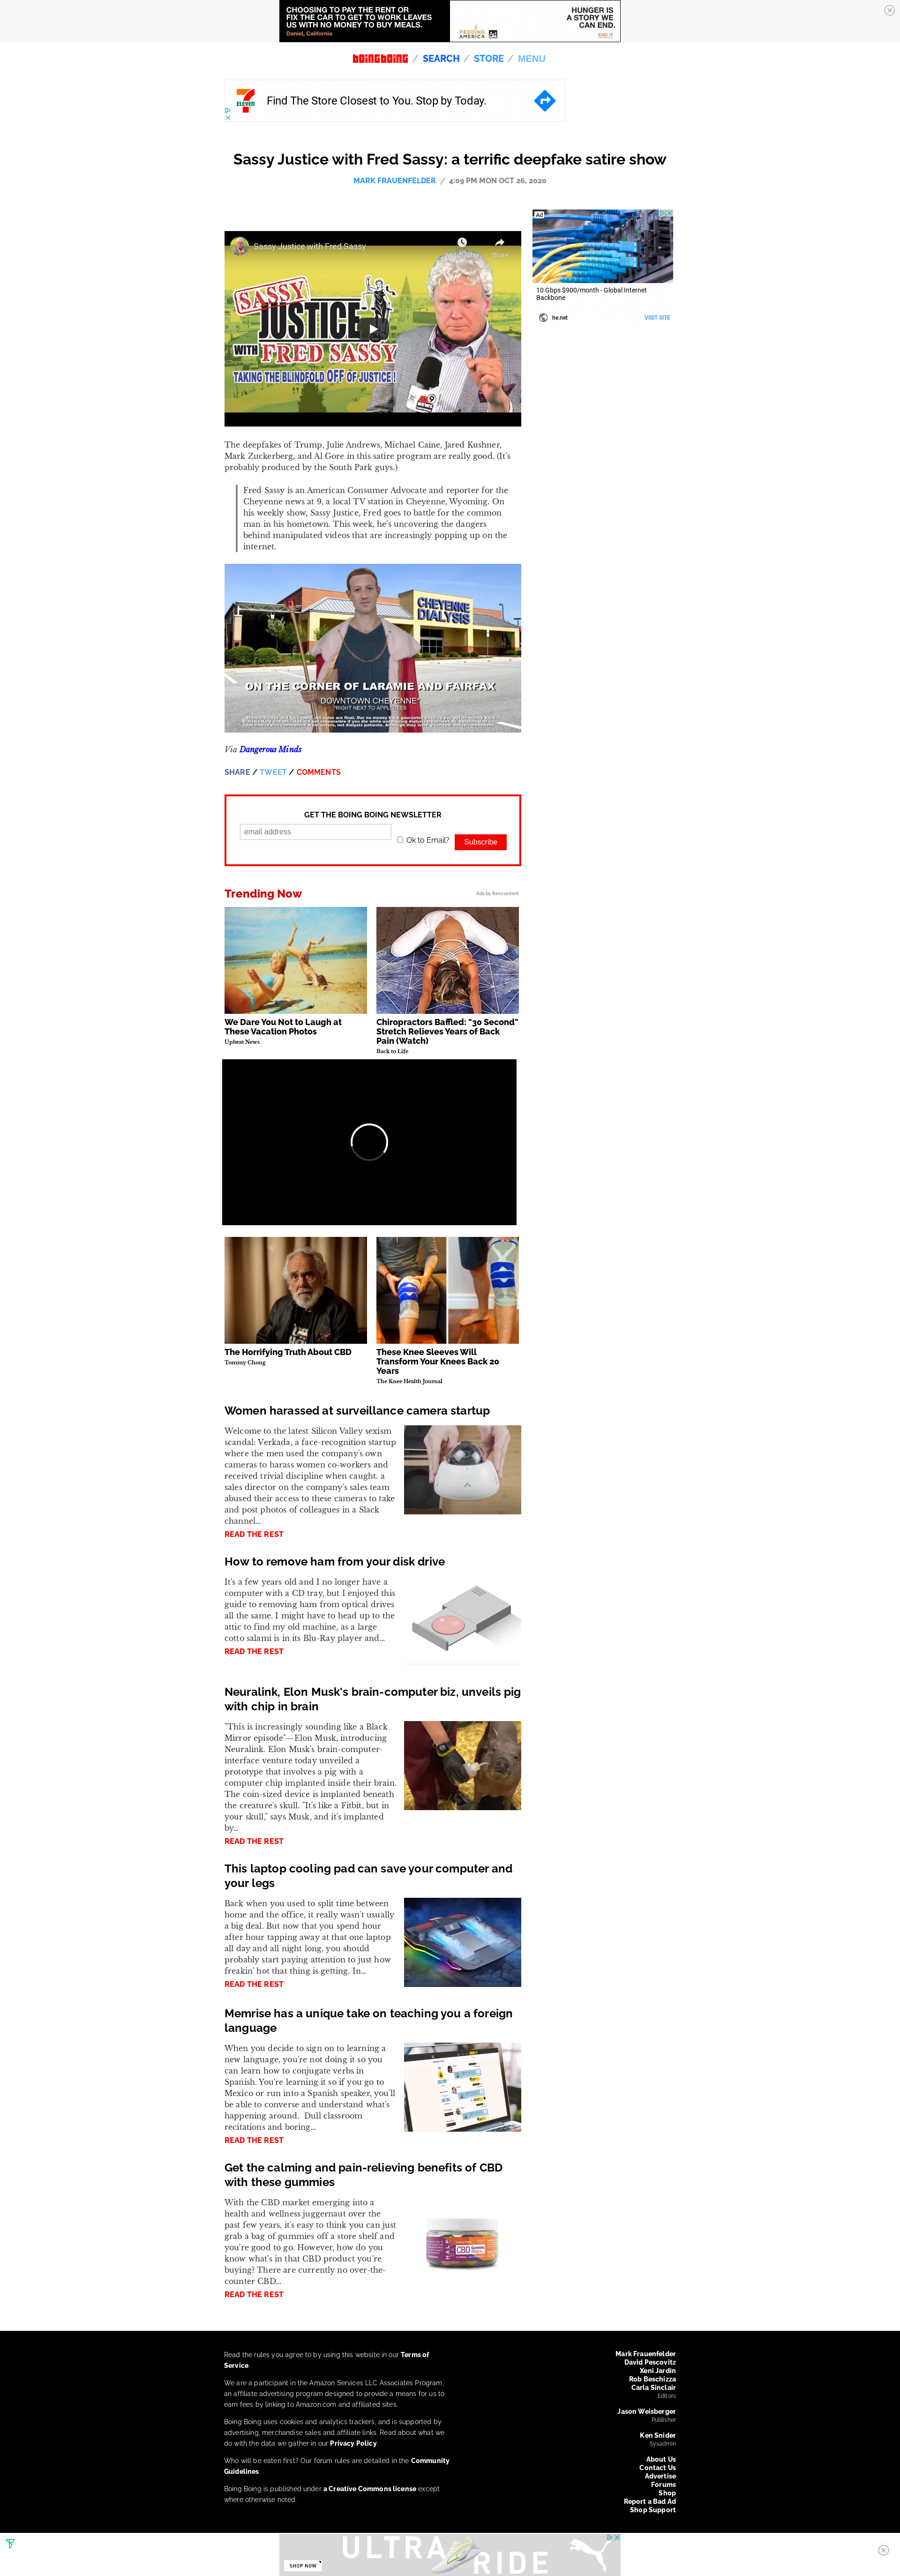 CHOOSING TO PAY THE RENT OR
FIX THE CAR TO GET TO WORK LEAVES
US WITH NO MONEY TO BUY MEALS.
Daniel, California
FEEDING
AMERICA
Ad
HUNGER IS
A STORY WE
CAN END.
END IT
boingboing / SEARCH / STORE / MENU
ELEVEN
Find The Store Closest to You. Stop by Today.
Sassy Justice with Fred Sassy: a terrific deepfake satire show
MARK FRAUENFELDER / 4:09 PM MON OCT 26, 2020
Sassy Justice with Fred Sassy
Share
SASSY
JUSTICE
WITH FRED SASSY
TAKING THE BLINDFOLD OFF OF JUSTICE!
NEWS
9
Ad
10 Gbps $900/month - Global Internet
Backbone
he.net
VISIT SITE
The deepfakes of Trump, Julie Andrews, Michael Caine, Jared Kushner,
Mark Zuckerberg, and Al Gore in this satire program are really good. (It's
probably produced by the South Park guys.)
Fred Sassy is an American Consumer Advocate and reporter for the
Cheyenne news at 9, a local TV station in Cheyenne, Wyoming. On
his weekly show, Sassy Justice, Fred goes to battle for the common
man in his hometown. This week, he's uncovering the dangers
behind manipulated videos that are increasingly popping up on the
internet.
CHEYENNE
DIALYSIS
ON THE CORNER OF LARAMIE AND FAIRFAX
DOWNTOWN CHEYENNE*
*RIGHT NEXT TO APPLEBEES
Via Dangerous Minds
SHARE / TWEET / COMMENTS
GET THE BOING BOING NEWSLETTER
email address
Ok to Email?
Subscribe
Trending Now
Ads by Revcontent
We Dare You Not to Laugh at
These Vacation Photos
Upbeat News
Chiropractors Baffled: "30 Second"
Stretch Relieves Years of Back
Pain (Watch)
Back to Life
The Horrifying Truth About CBD
Tommy Chong
These Knee Sleeves Will
Transform Your Knees Back 20
Years
The Knee Health Journal
Women harassed at surveillance camera startup
Welcome to the latest Silicon Valley sexism
scandal: Verkada, a face-recognition startup
where the men used the company's own
cameras to harass women co-workers and
received trivial discipline when caught. a
sales director on the company's sales team
abused their access to these cameras to take
and post photos of colleagues in a Slack
channel…
READ THE REST
How to remove ham from your disk drive
It's a few years old and I no longer have a
computer with a CD tray, but I enjoyed this
guide to removing ham from optical drives
all the same. I might have to head up to the
attic to find my old machine, as a large
cotto salami is in its Blu-Ray player and…
READ THE REST
Neuralink, Elon Musk's brain-computer biz, unveils pig
with chip in brain
"This is increasingly sounding like a Black
Mirror episode"—Elon Musk, introducing
Neuralink. Elon Musk's brain-computer-
interface venture today unveiled a
prototype that involves a pig with a
computer chip implanted inside their brain.
The coin-sized device is implanted beneath
the creature's skull. "It's like a Fitbit, but in
your skull," says Musk, and it's implanted
by…
READ THE REST
This laptop cooling pad can save your computer and
your legs
Back when you used to split time between
home and the office, it really wasn't usually
a big deal. But now that you spend hour
after hour tapping away at that one laptop
all day and all night long, you should
probably start paying attention to just how
freakin' hot that thing is getting. In…
READ THE REST
Memrise has a unique take on teaching you a foreign
language
When you decide to sign on to learning a
new language, you're not doing it so you
can learn how to conjugate verbs in
Spanish. You're learning it so if you go to
Mexico or run into a Spanish speaker, you'll
be able to converse and understand what's
happening around. Dull classroom
recitations and boring…
READ THE REST
Get the calming and pain-relieving benefits of CBD
with these gummies
With the CBD market emerging into a
health and wellness juggernaut over the
past few years, it's easy to think you can just
grab a bag of gummies off a store shelf and
you're good to go. However, how do you
know what's in that CBD product you're
buying? There are currently no over-the-
counter CBD…
CBD
READ THE REST
Read the rules you agree to by using this website in our Terms of
Service.
We are a participant in the Amazon Services LLC Associates Program,
an affiliate advertising program designed to provide a means for us to
earn fees by linking to Amazon.com and affiliated sites.
Boing Boing uses cookies and analytics trackers, and is supported by
advertising, merchandise sales and affiliate links. Read about what we
do with the data we gather in our Privacy Policy.
Who will be eaten first? Our forum rules are detailed in the Community
Guidelines.
Boing Boing is published under a Creative Commons license except
where otherwise noted.
Mark Frauenfelder
David Pescovitz
Xeni Jardin
Rob Beschizza
Carla Sinclair
Editors
Jason Weisberger
Publisher
Ken Snider
Sysadmin
About Us
Contact Us
Advertise
Forums
Shop
Report a Bad Ad
Shop Support
ULTRA
RIDE
SHOP NOW